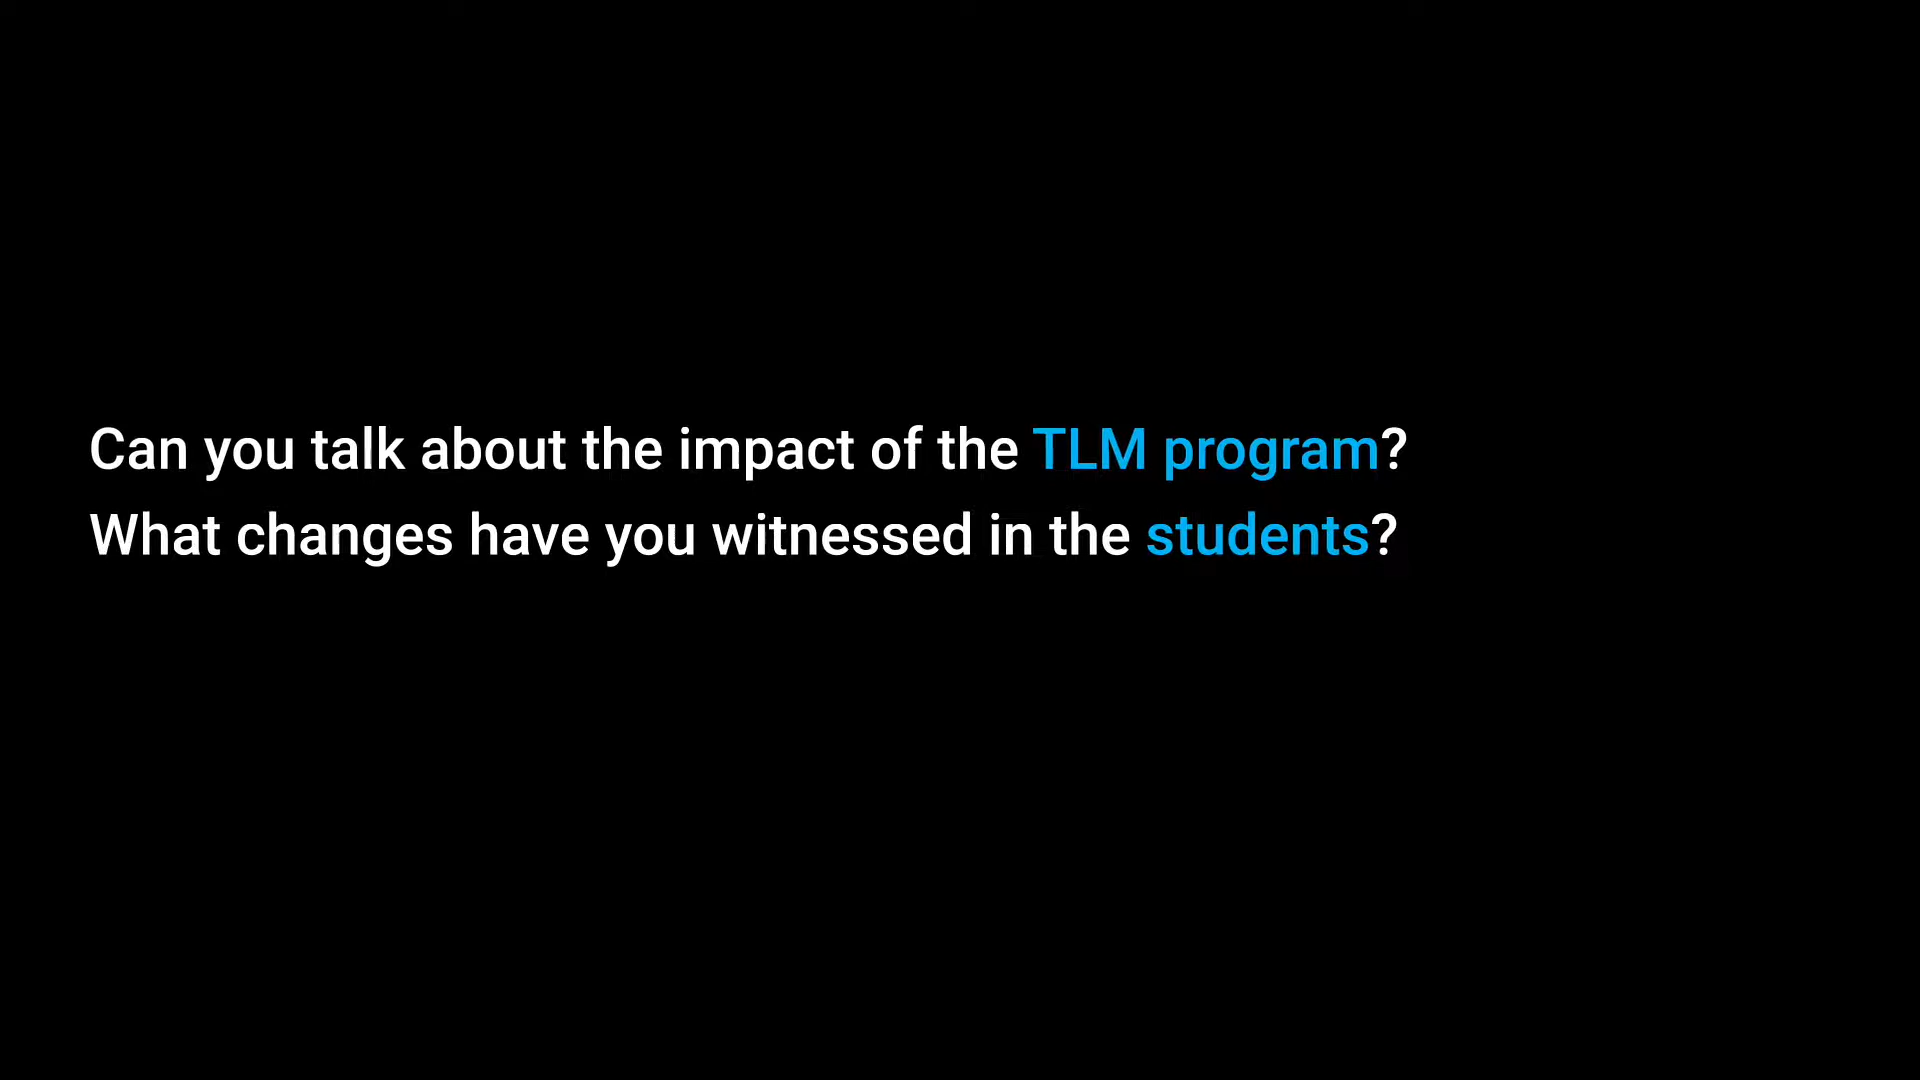 Can you talk about the impact of the TLM program?
What changes have you witnessed in the students?